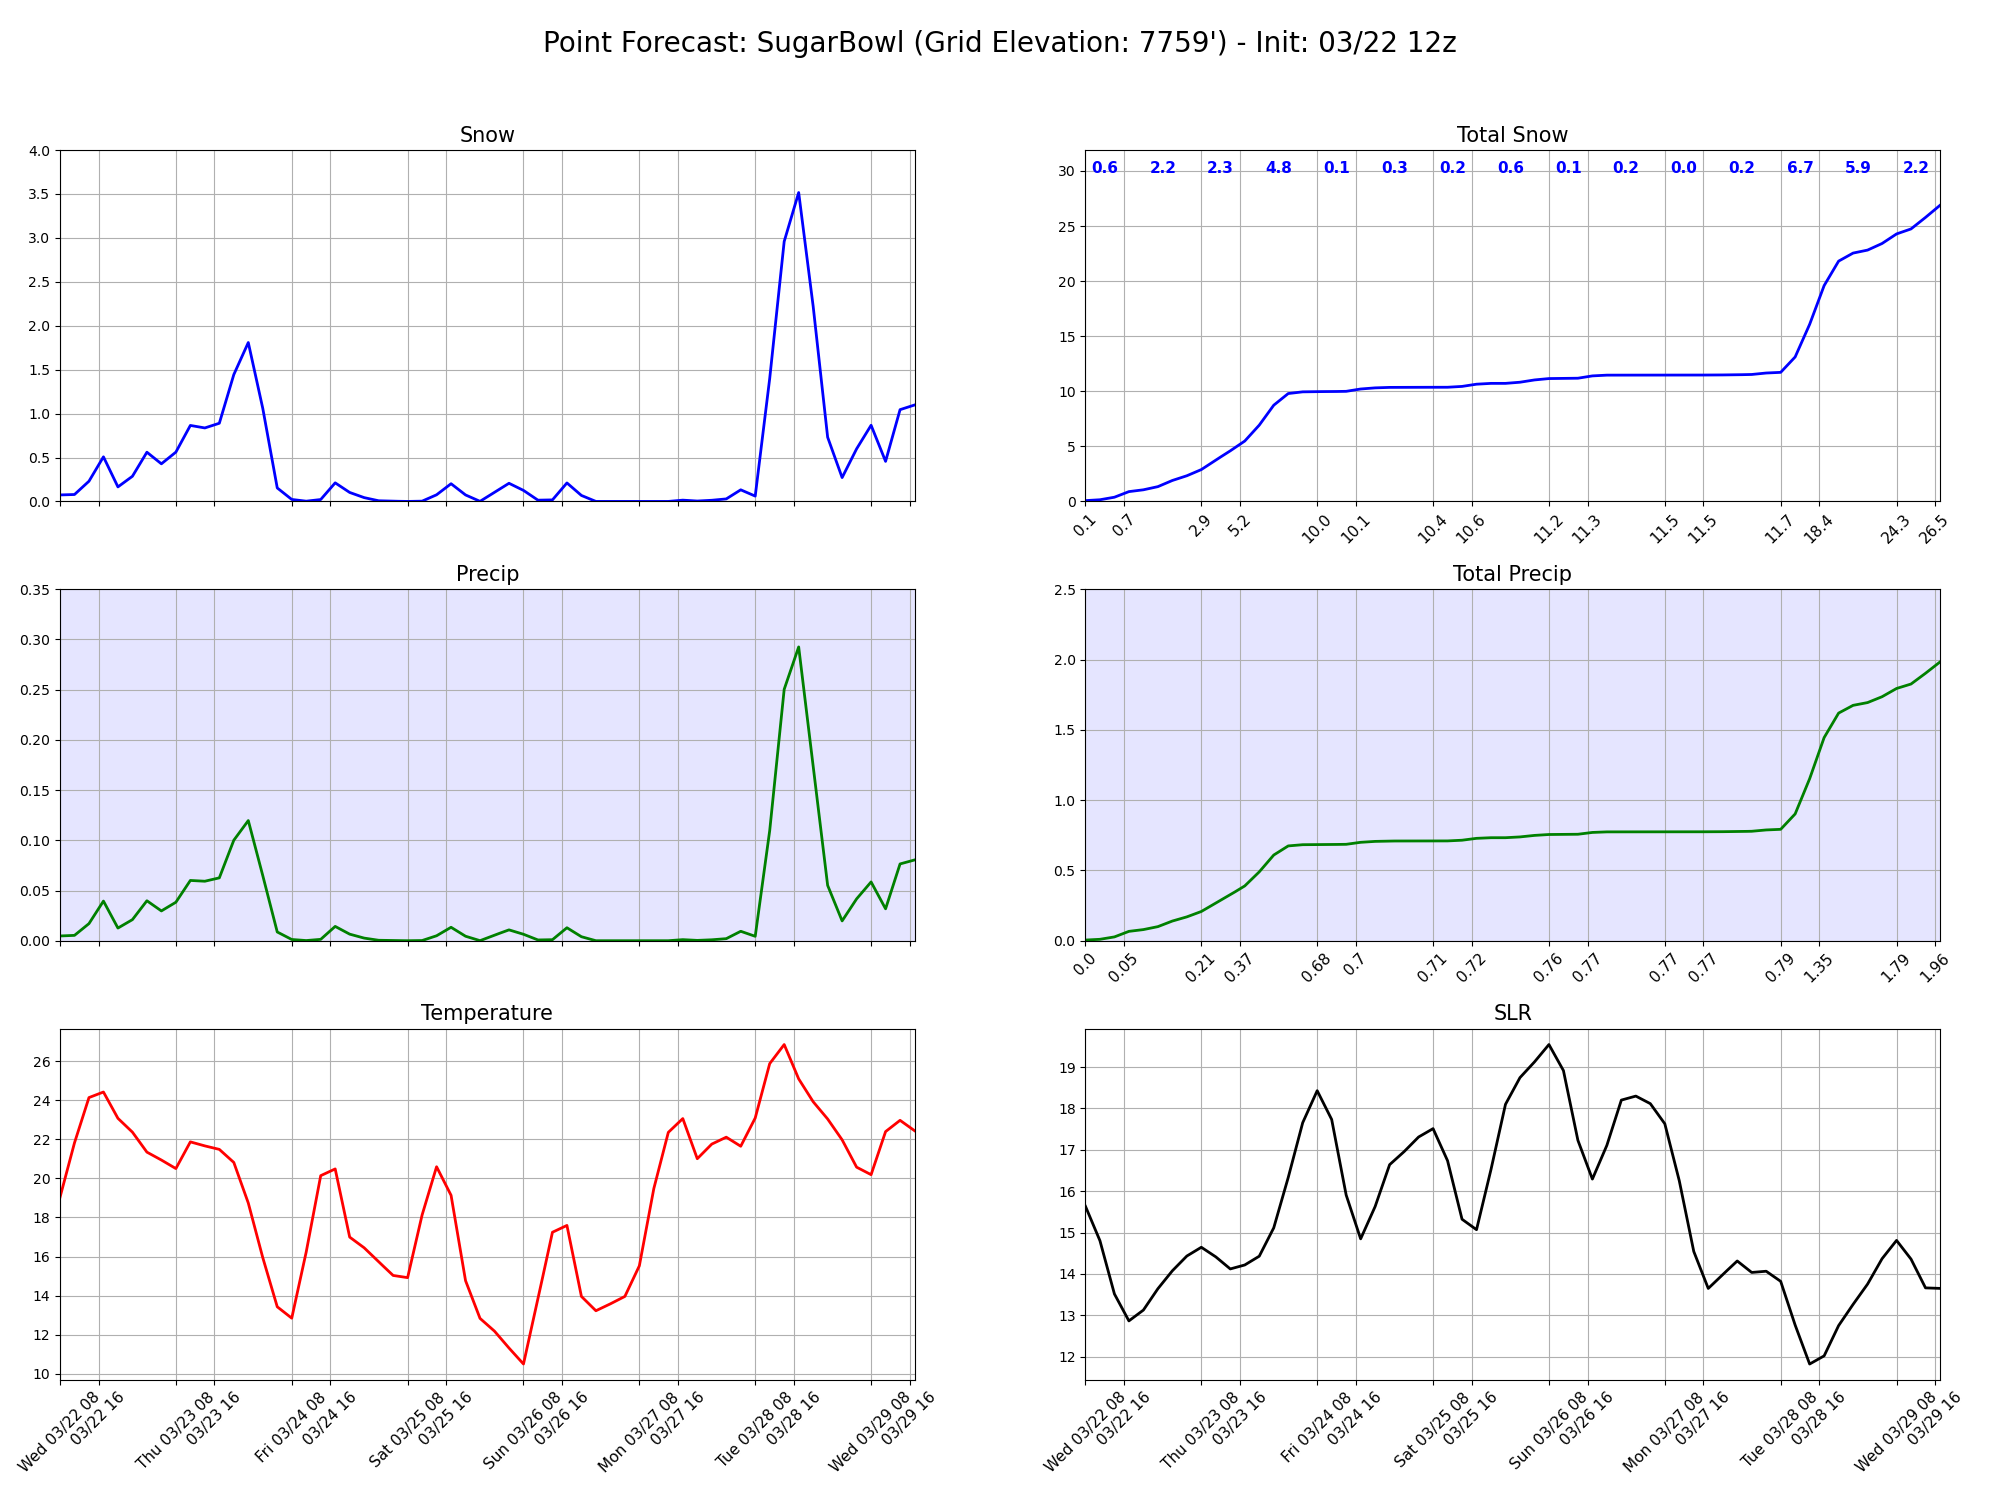 Point Forecast: SugarBowl (Grid Elevation: 7759') - Init: 03/22 12z
Snow
4.0
3.5
3.0
2.5
2.0
1.5
1.0
0.5
0.0
Total Snow
0.6 2.2 2.3 4.8 0.1 0.3 0.2 0.6 0.1 0.2 0.0 0.2 6.7 5.9 2.2
30
25
20
15
10
5
0
0.1 0.7 2.9 5.2 10.0 10.1 10.4 10.6 11.2 11.3 11.5 11.5 11.7 18.4 24.3 26.5
Precip
0.35
0.30
0.25
0.20
0.15
0.10
0.05
0.00
Total Precip
2.5
2.0
1.5
1.0
0.5
0.0
0.0 0.05 0.21 0.37 0.68 0.7 0.71 0.72 0.76 0.77 0.77 0.77 0.79 1.35 1.79 1.96
Temperature
26
24
22
20
18
16
14
12
10
Wed 03/22 08
03/22 16
Thu 03/23 08
03/23 16
Fri 03/24 08
03/24 16
Sat 03/25 08
03/25 16
Sun 03/26 08
03/26 16
Mon 03/27 08
03/27 16
Tue 03/28 08
03/28 16
Wed 03/29 08
03/29 16
SLR
19
18
17
16
15
14
13
12
Wed 03/22 08
03/22 16
Thu 03/23 08
03/23 16
Fri 03/24 08
03/24 16
Sat 03/25 08
03/25 16
Sun 03/26 08
03/26 16
Mon 03/27 08
03/27 16
Tue 03/28 08
03/28 16
Wed 03/29 08
03/29 16